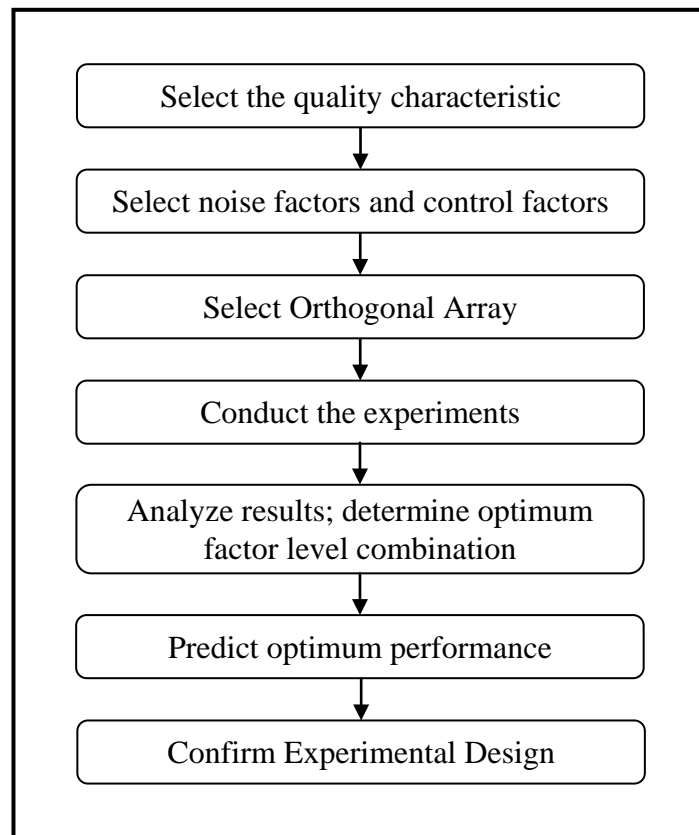 Select the quality characteristic
Select noise factors and control factors
Select Orthogonal Array
Conduct the experiments
Analyze results; determine optimum
factor level combination
Predict optimum performance
Confirm Experimental Design